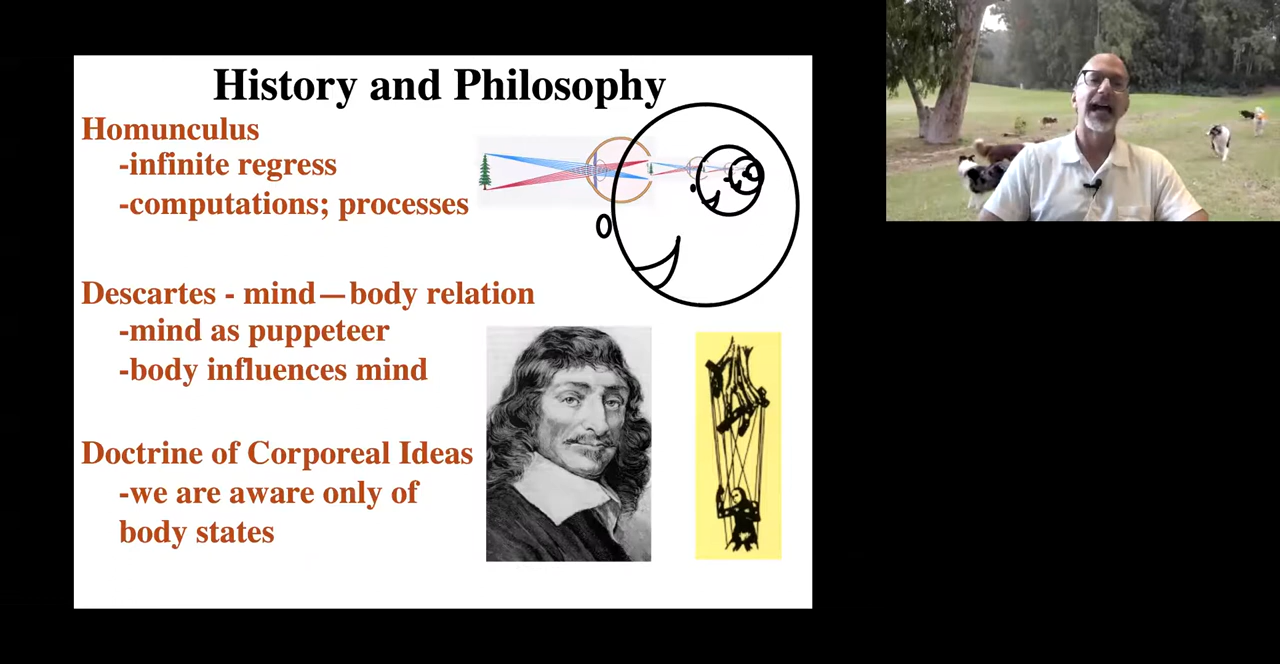 History and Philosophy
Homunculus
-infinite regress
-computations; processes
Descartes - mind—body relation
-mind as puppeteer
-body influences mind
Doctrine of Corporeal Ideas
-we are aware only of
body states